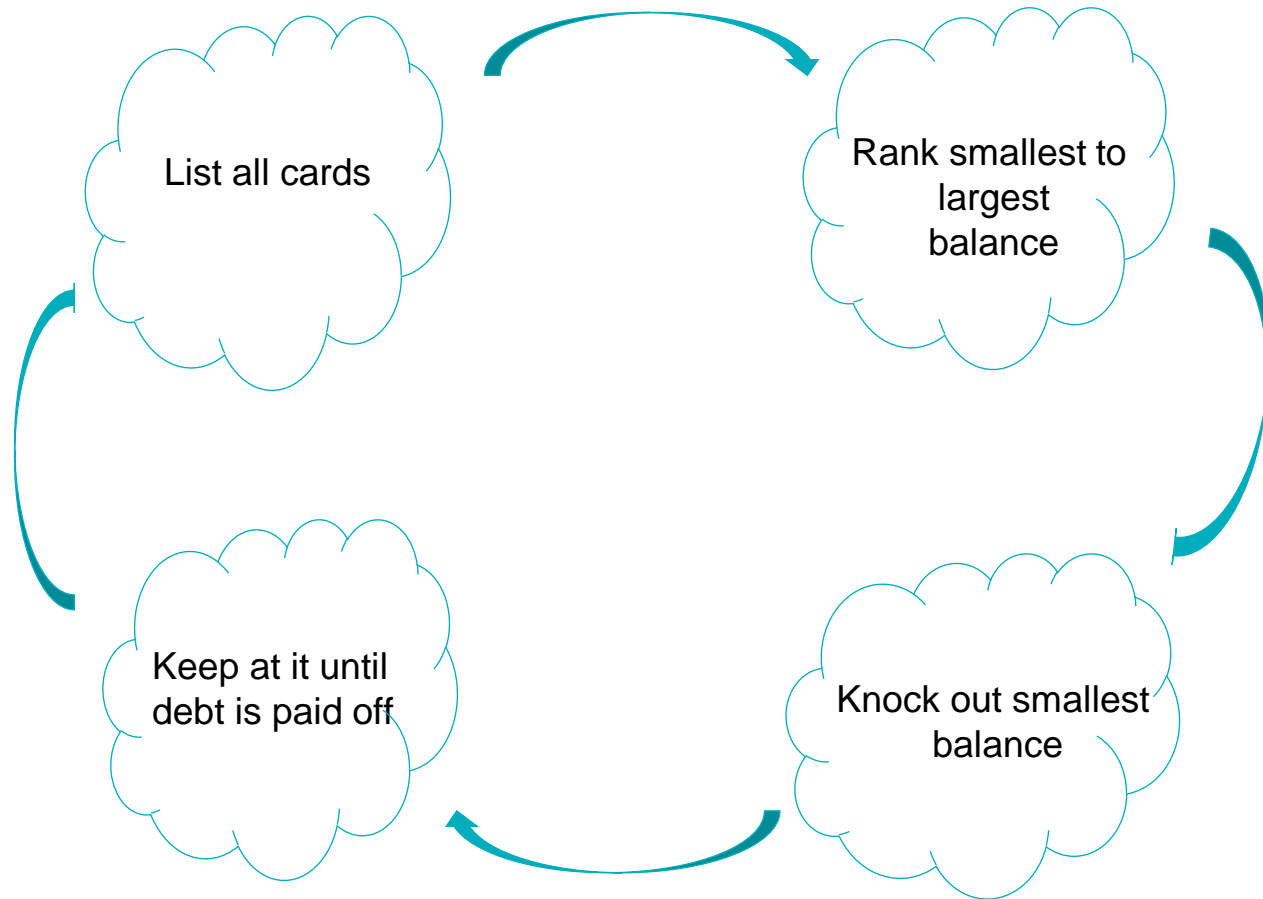 List all cards
Rank smallest to
largest
balance
Knock out smallest
balance
Keep at it until
debt is paid off